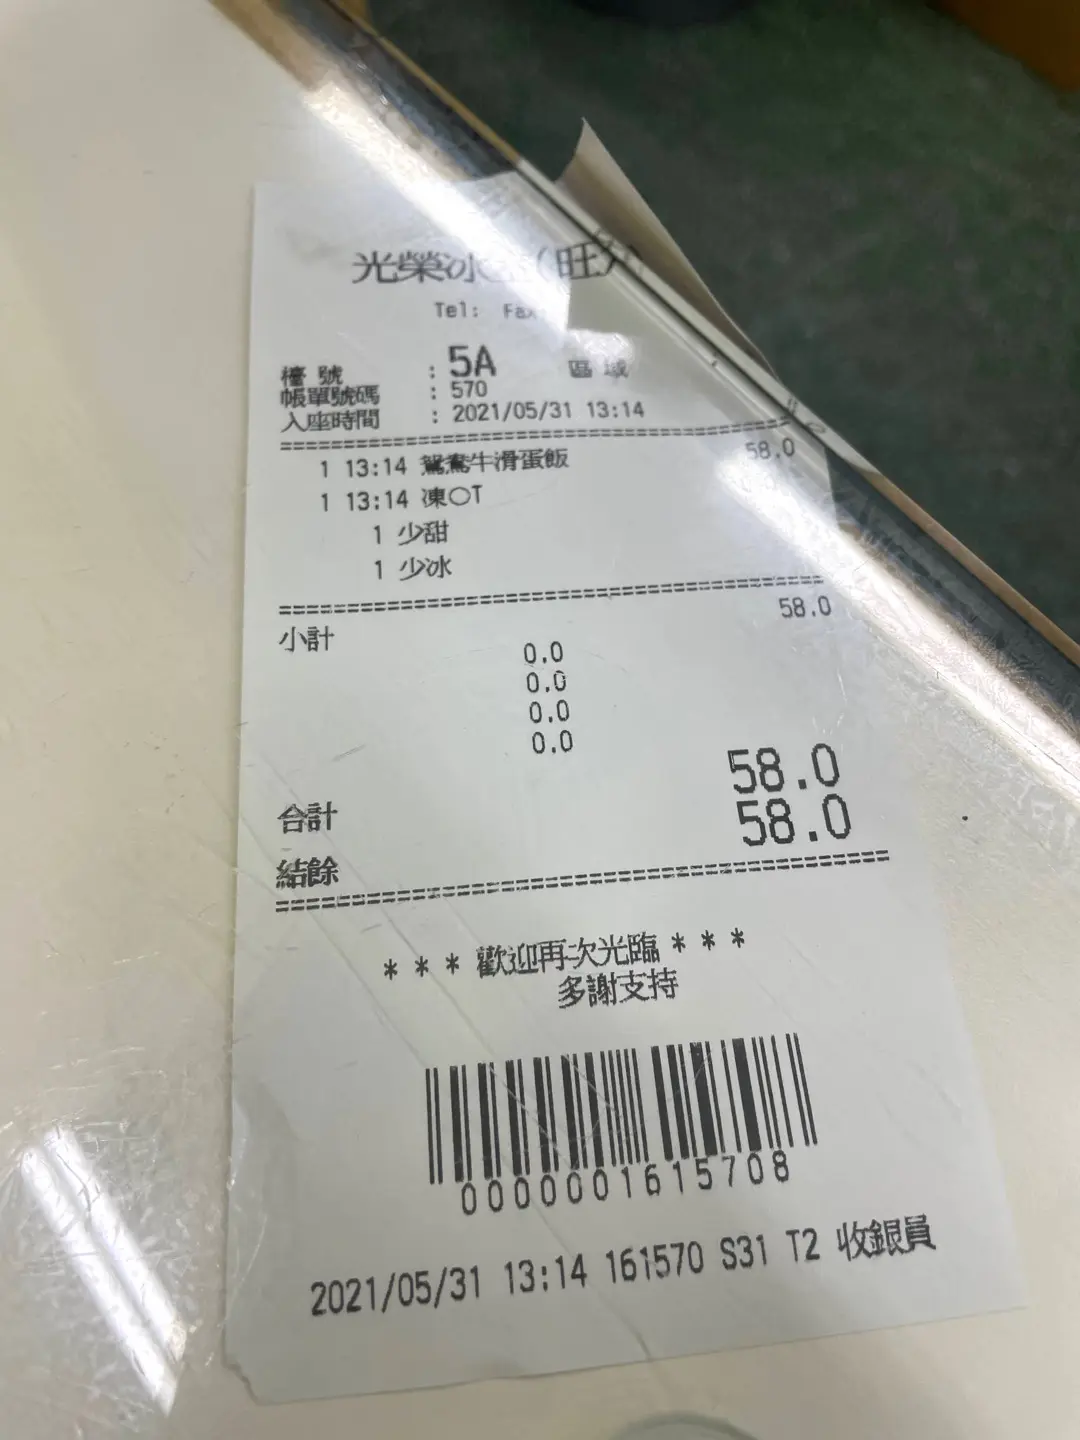 光榮冰室(旺
Tel: Fax
檯 號 : 5A 區 域
帳單號碼 : 570
入座時間 : 2021/05/31 13:14
1 13:14 鴛鴦牛滑蛋飯 58.0
1 13:14 凍○T
1 少甜
1 少冰
小計 58.0
0.0
0.0
0.0
0.0
合計 58.0
結餘 58.0
* * * 歡迎再次光臨 * * *
多謝支持
0000001615708
2021/05/31 13:14 161570 S31 T2 收銀員